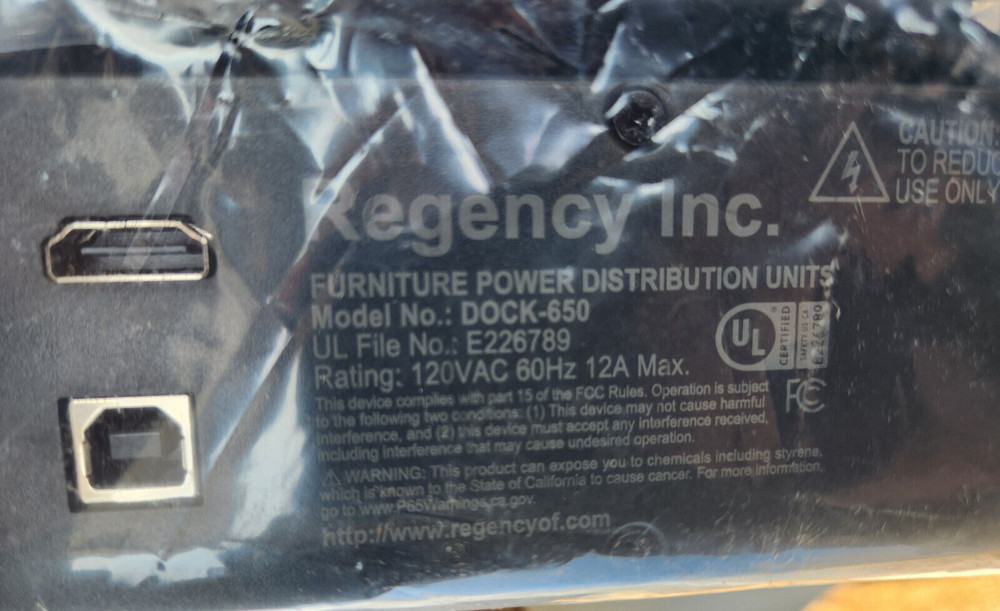 CAUTION:
TO REDUC
USE ONLY
Regency Inc.
FURNITURE POWER DISTRIBUTION UNITS
Model No.: DOCK-650
UL File No.: E226789
Rating: 120VAC 60Hz 12A Max.
UL
®
CERTIFIED
SAFETY US CA
E226789
FC
This device complies with part 15 of the FCC Rules. Operation is subject
to the following two conditions: (1) This device may not cause harmful
interference, and (2) this device must accept any interference received,
including interference that may cause undesired operation.
⚠ WARNING: This product can expose you to chemicals including styrene,
which is known to the State of California to cause cancer. For more information,
go to www.P65Warnings.ca.gov.
http://www.regencyof.com